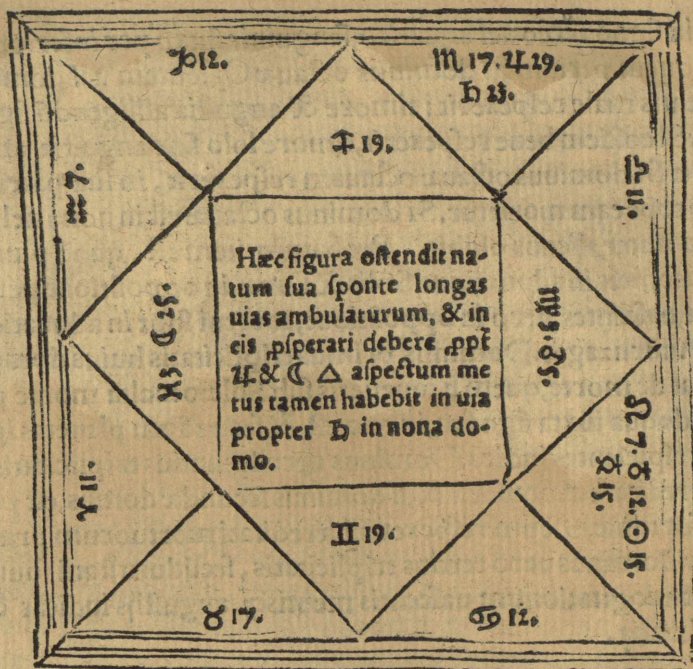 ♑12.
♏17.♃29.
♄23.
♐19.
♒7.
♎11.
Hæc figura oſtendit na-
tum ſua ſponte longas
uias ambulaturum, & in
eis ꝓſperari debere ꝓpt̃
♃ & ☾ △ aſpectum me
tus tamen habebit in uia
propter ♄ in nona do-
mo.
♓3.☾25.
♍3.♀5.
♈11.
♌7.☿12.☉15.
☿15.
♊19.
♉17.
♋12.